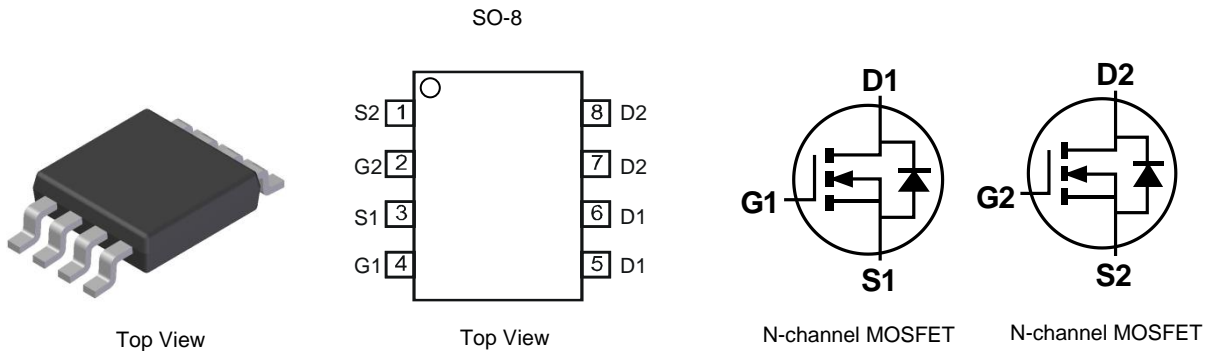 SO-8
S2 1 8 D2
G2 2 7 D2
S1 3 6 D1
G1 4 5 D1
D1
G1
S1
D2
G2
S2
Top View
Top View
N-channel MOSFET
N-channel MOSFET